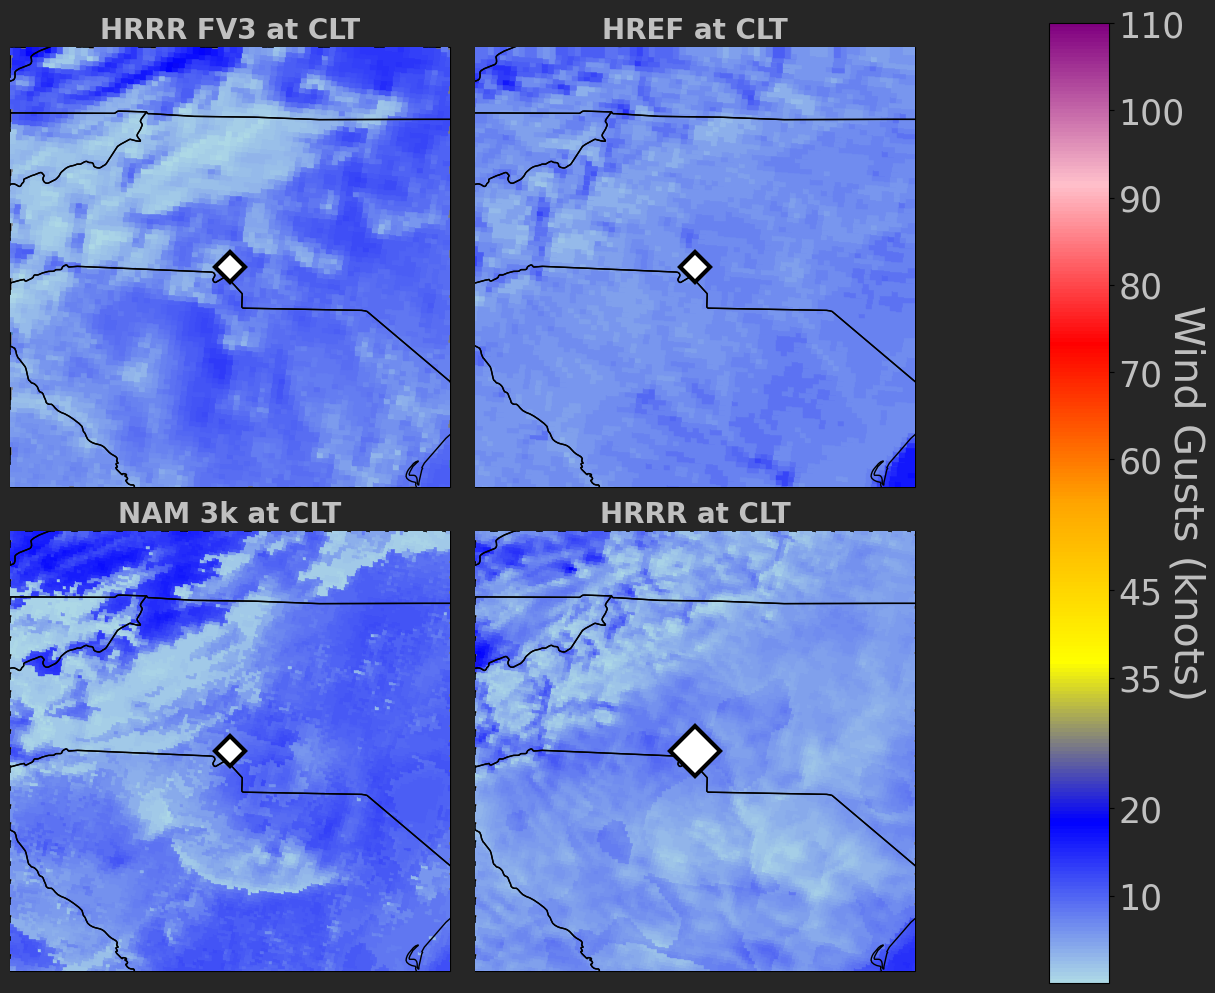 HRRR FV3 at CLT
HREF at CLT
NAM 3k at CLT
HRRR at CLT
110
100
90
80
70
60
45
35
20
10
Wind Gusts (knots)